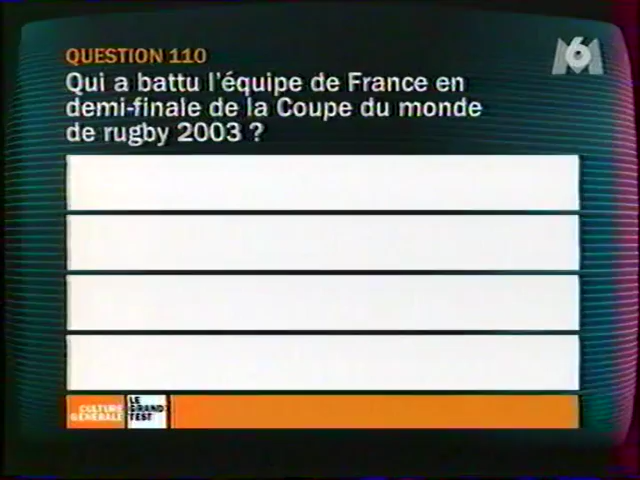 QUESTION 110
M6
Qui a battu l'équipe de France en
demi-finale de la Coupe du monde
de rugby 2003 ?
CULTURE
GÉNÉRALE
LE
GRAND
TEST